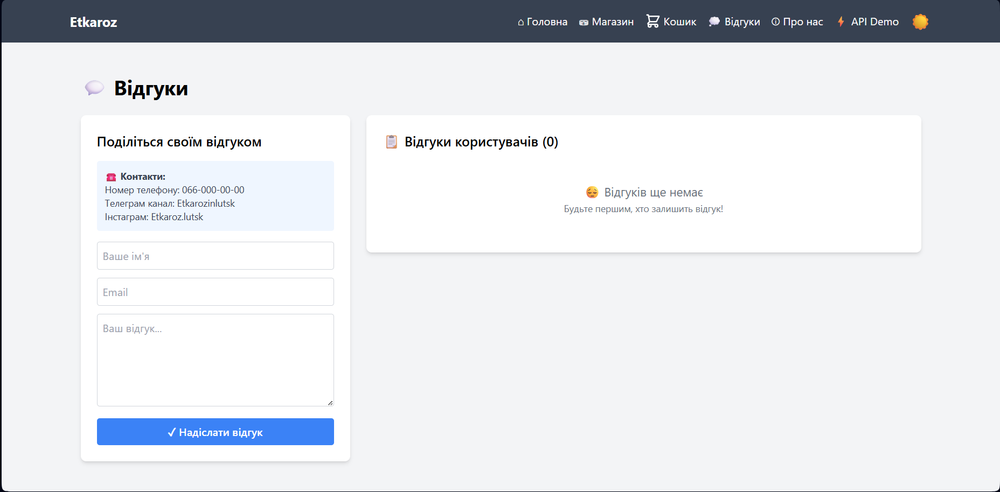 Etkaroz
Головна
Магазин
Кошик
Відгуки
Про нас
API Demo
Відгуки
Поділіться своїм відгуком
Контакти:
Номер телефону: 066-000-00-00
Телеграм канал: Etkarozinlutsk
Інстаграм: Etkaroz.lutsk
Ваше ім'я
Email
Ваш відгук...
✓ Надіслати відгук
Відгуки користувачів (0)
Відгуків ще немає
Будьте першим, хто залишить відгук!